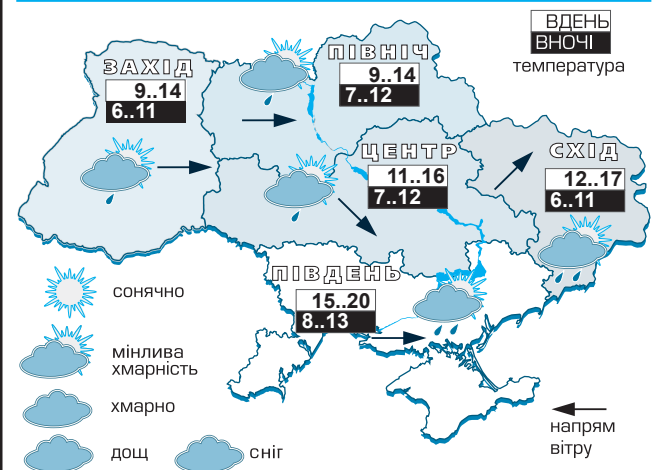 ВДЕНЬ
ВНОЧІ
температура
ПІВНІЧ
9..14
7..12
ЗАХІД
9..14
6..11
ЦЕНТР
11..16
7..12
СХІД
12..17
6..11
ПІВДЕНЬ
15..20
8..13
сонячно
мінлива
хмарність
хмарно
дощ
сніг
напрям
вітру